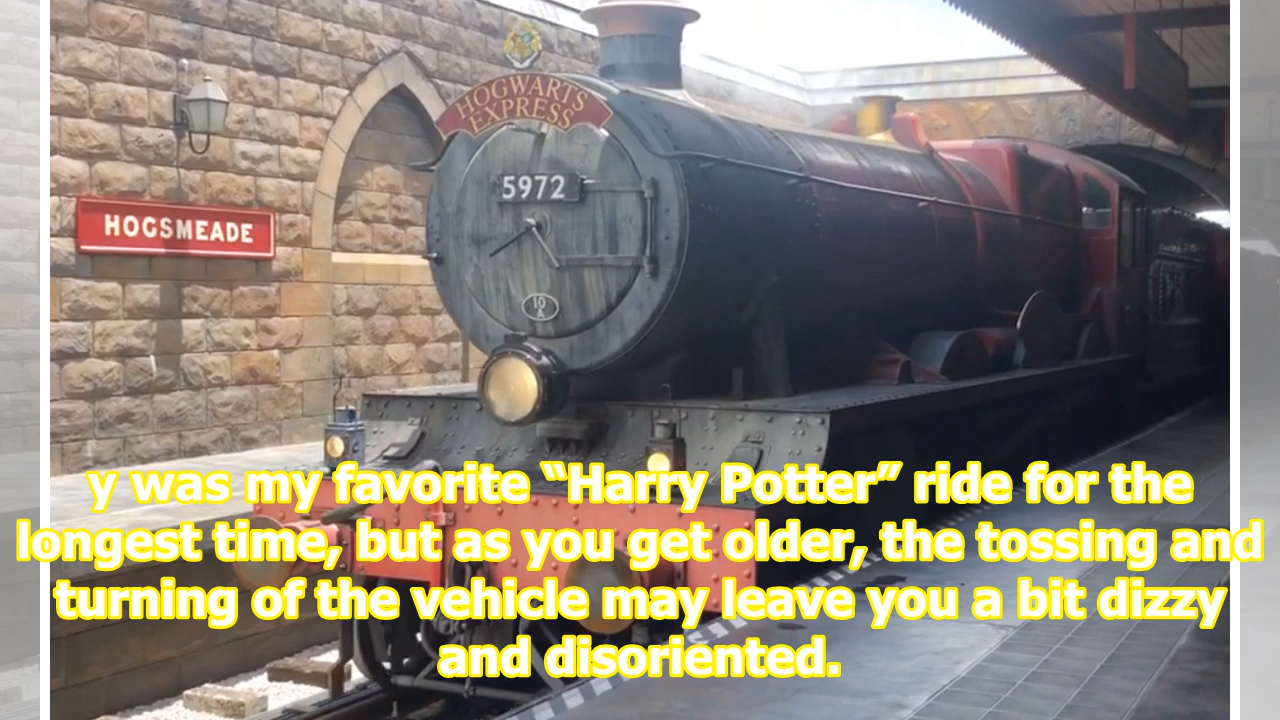 HOGWARTS
EXPRESS
5972
HOGSMEADE
10
A
y was my favorite “Harry Potter” ride for the
longest time, but as you get older, the tossing and
turning of the vehicle may leave you a bit dizzy
and disoriented.